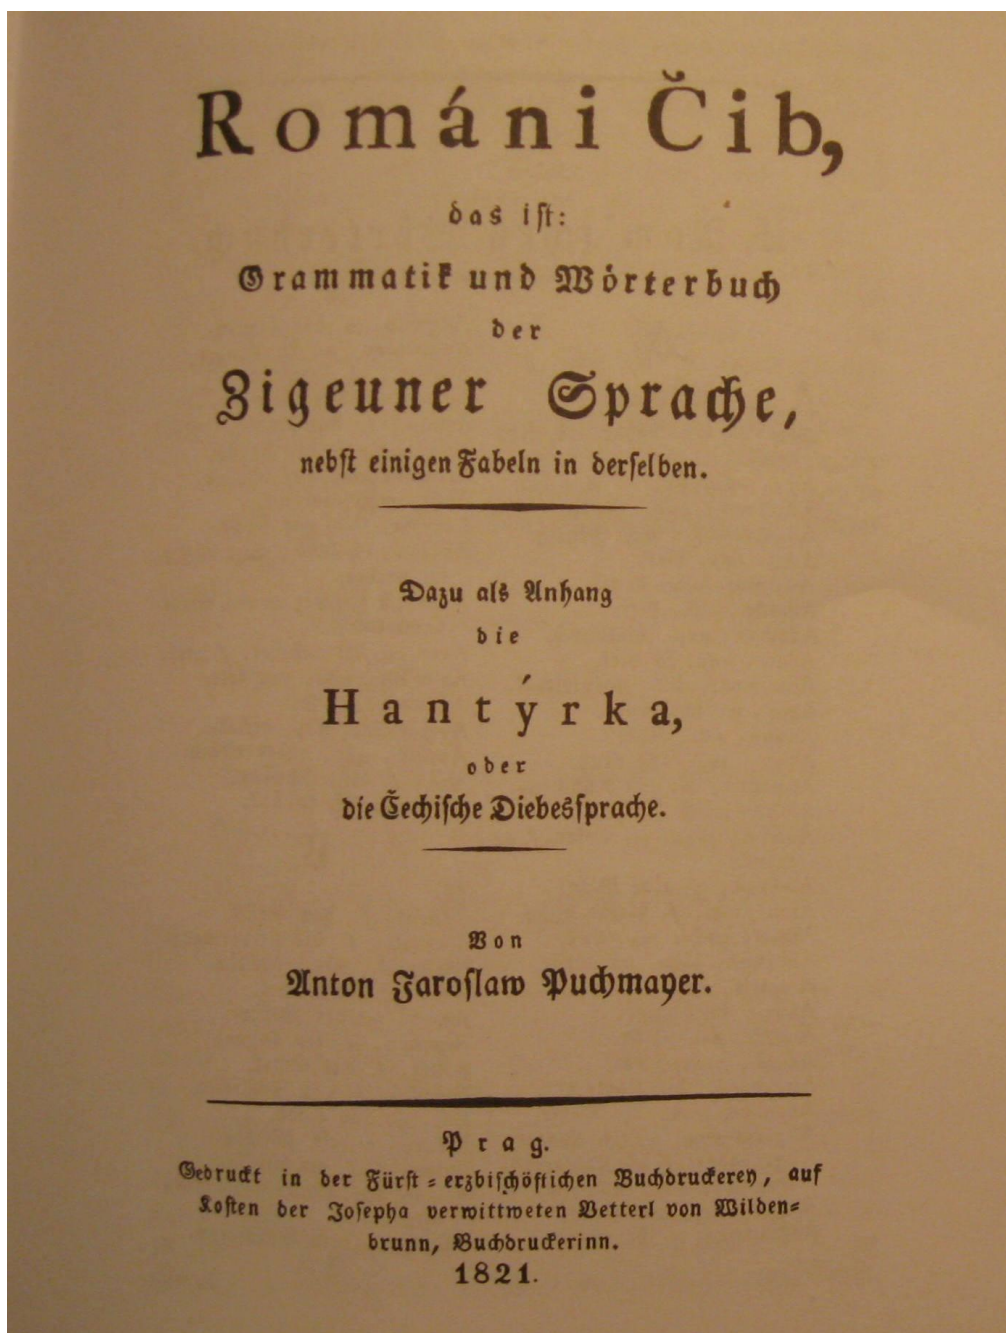 Románi Čib,
das ist:
Grammatik und Wörterbuch
der
Zigeuner Sprache,
nebst einigen Fabeln in derselben.
Dazu als Anhang
die
Hantýrka,
oder
die Čechische Diebessprache.
Von
Anton Jaroslaw Puchmayer.
Prag.
Gedruckt in der Fürst=erzbischöftichen Buchdruckerey, auf
Kosten der Josepha verwittweten Vetterl von Wilden=
brunn, Buchdruckerinn.
1821.